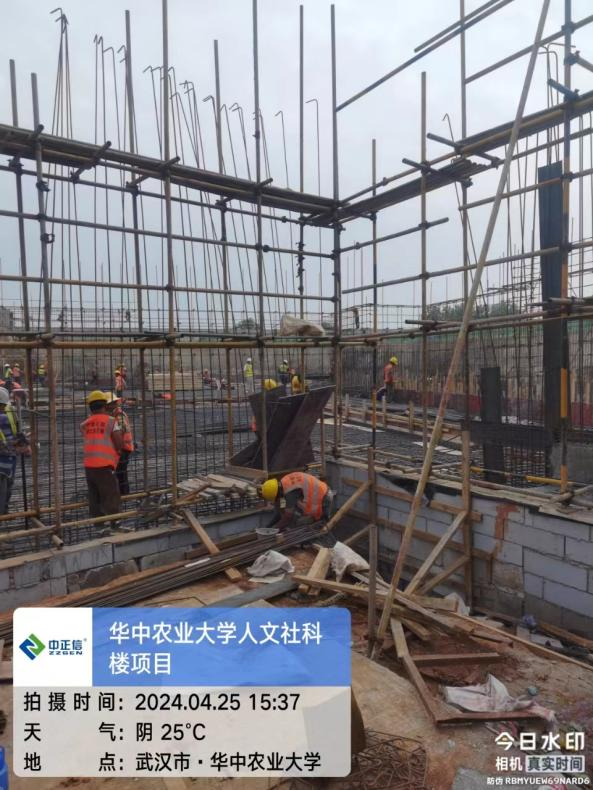 中正信®
ZZGEN
华中农业大学人文社科
楼项目
拍摄时间：2024.04.25 15:37
天气：阴 25°C
地点：武汉市·华中农业大学
今日水印
相机 真实时间
防伪 RBMYUEW69NARD6